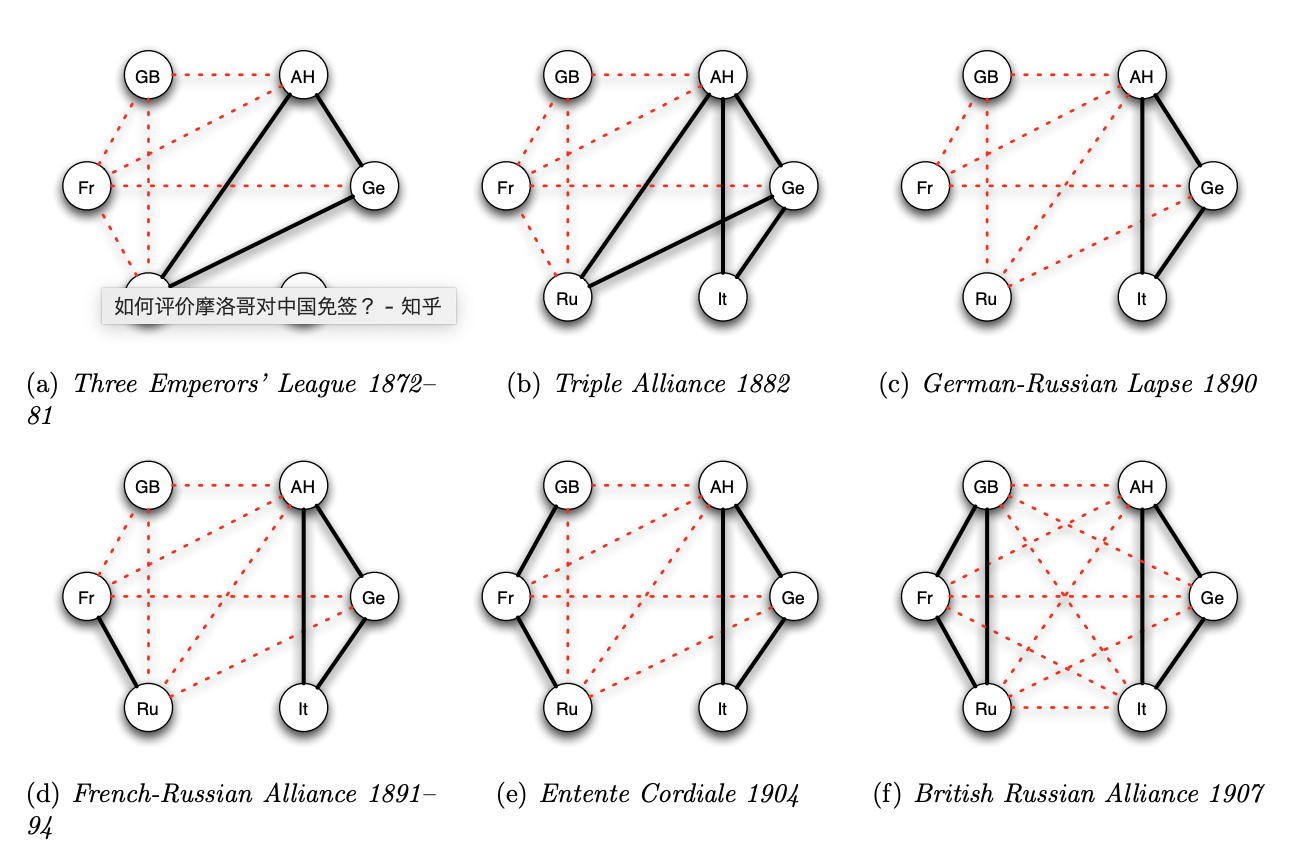 GB AH
Fr Ge
如何评价摩洛哥对中国免签？ - 知乎
(a) Three Emperors' League 1872–
81
GB AH
Fr Ge
Ru It
(b) Triple Alliance 1882
GB AH
Fr Ge
Ru It
(c) German-Russian Lapse 1890
GB AH
Fr Ge
Ru It
(d) French-Russian Alliance 1891–
94
GB AH
Fr Ge
Ru It
(e) Entente Cordiale 1904
GB AH
Fr Ge
Ru It
(f) British Russian Alliance 1907